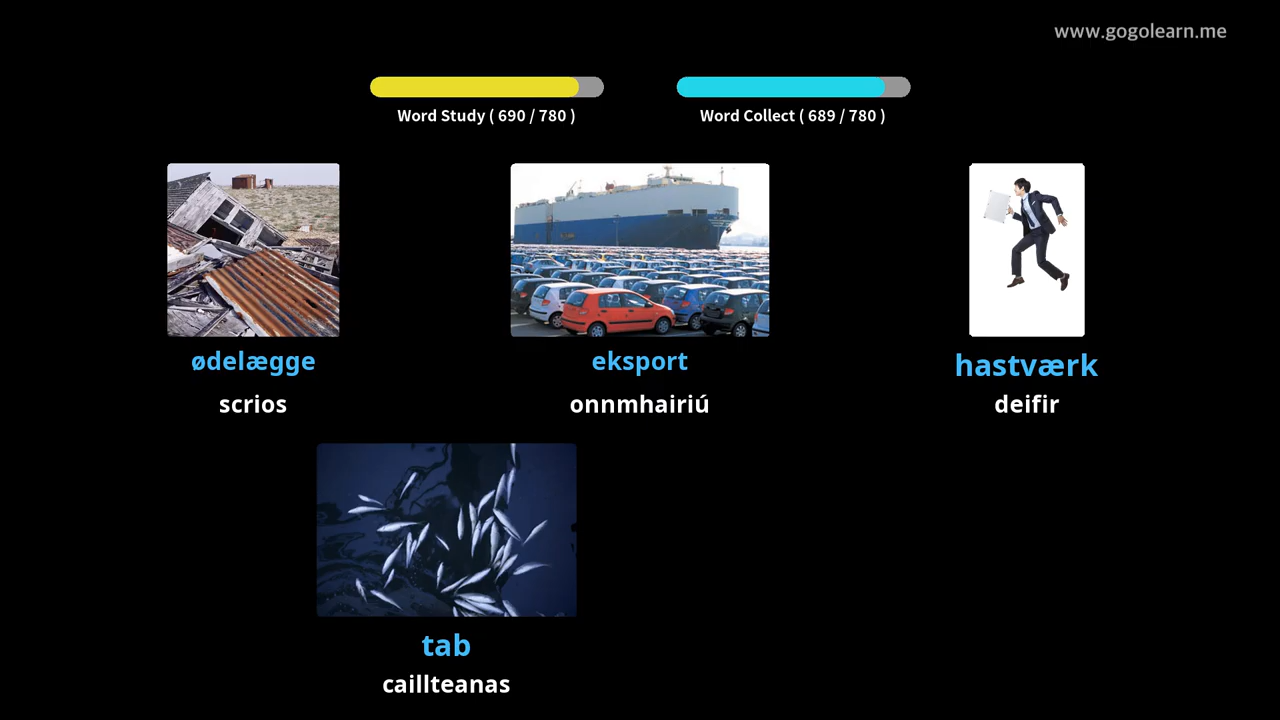 www.gogolearn.me
Word Study ( 690 / 780 )
Word Collect ( 689 / 780 )
ødelægge
scrios
eksport
onnmhairiú
hastværk
deifir
tab
caillteanas